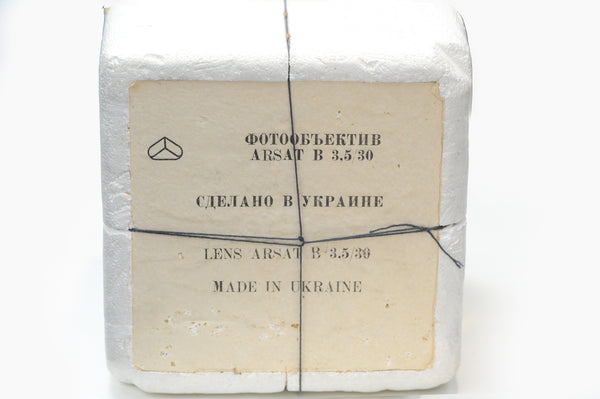 ФОТООБЪЕКТИВ
ARSAT В 3,5/30
СДЕЛАНО В УКРАИНЕ
LENS ARSAT B 3.5/30
MADE IN UKRAINE